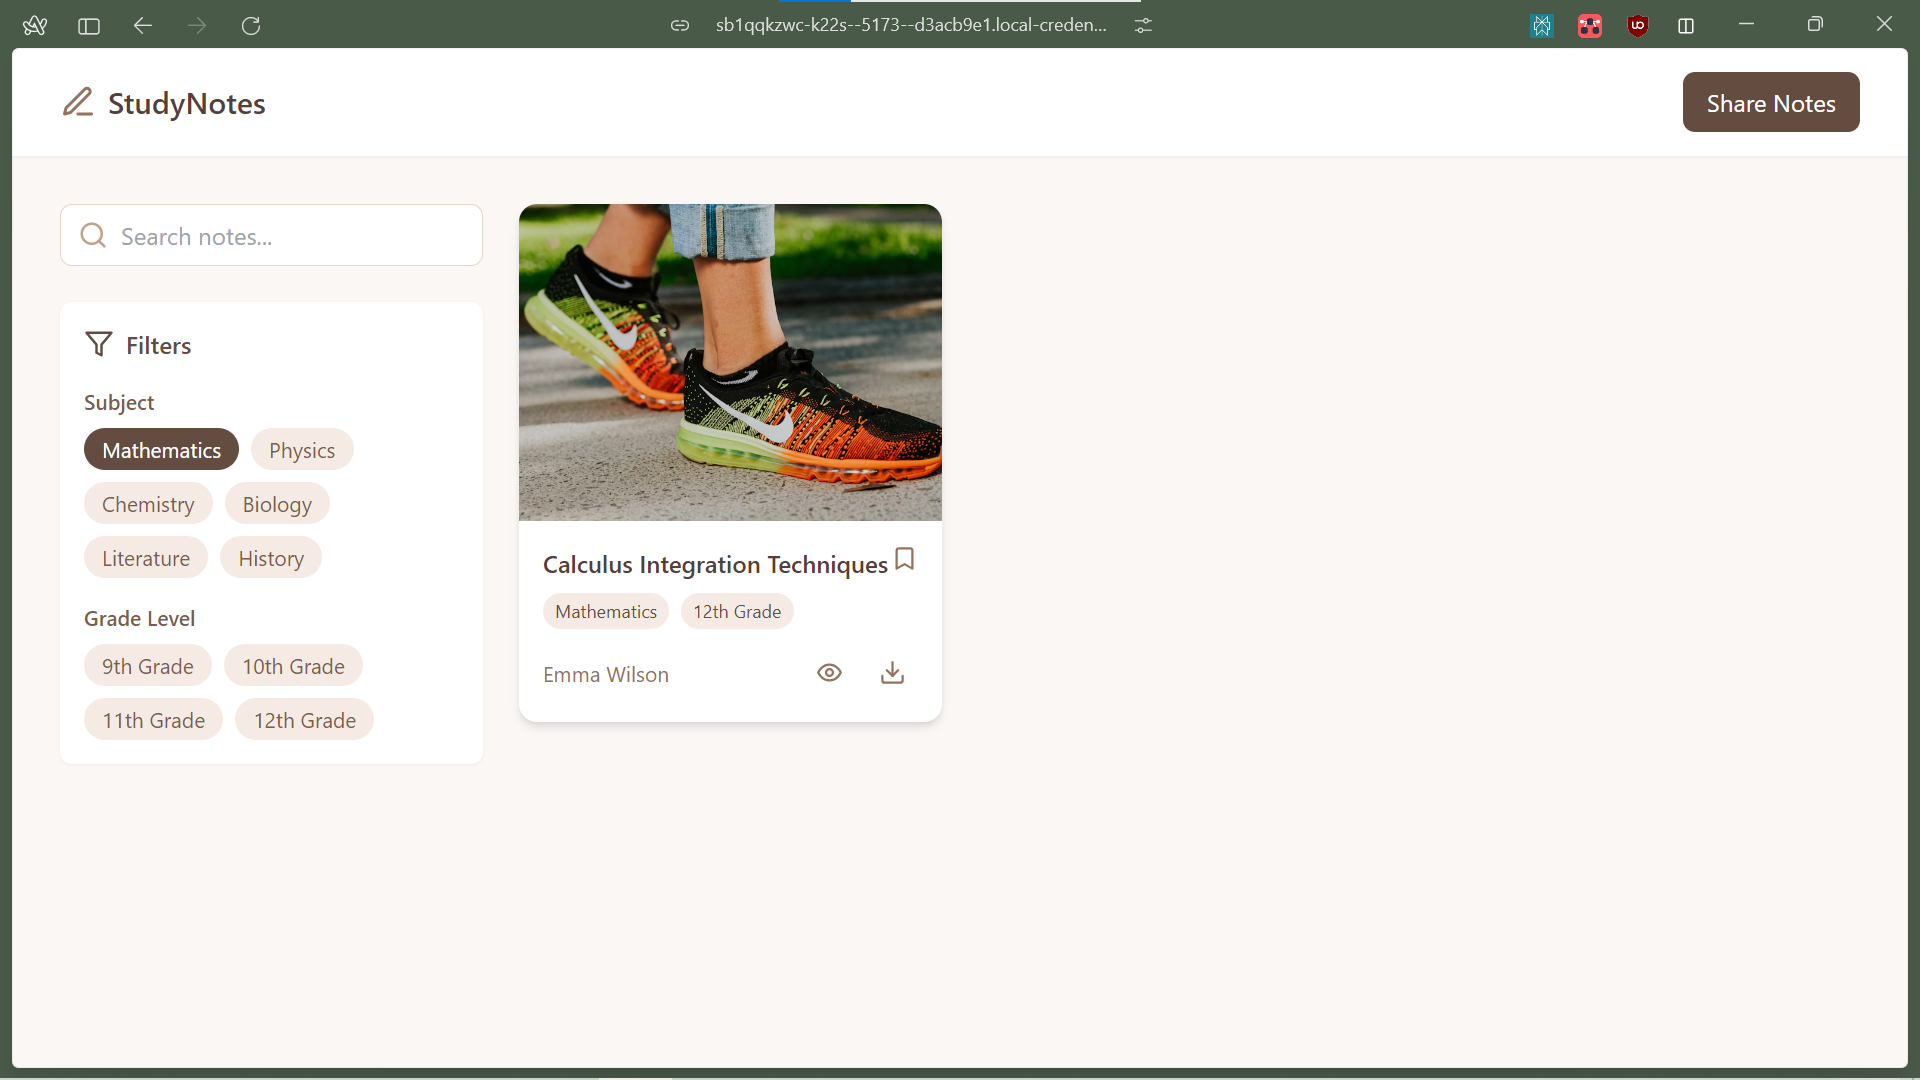 sb1qqkzwc-k22s--5173--d3acb9e1.local-creden...
StudyNotes
Share Notes
Search notes...
Filters
Subject
Mathematics
Physics
Chemistry
Biology
Literature
History
Grade Level
9th Grade
10th Grade
11th Grade
12th Grade
Calculus Integration Techniques
Mathematics
12th Grade
Emma Wilson